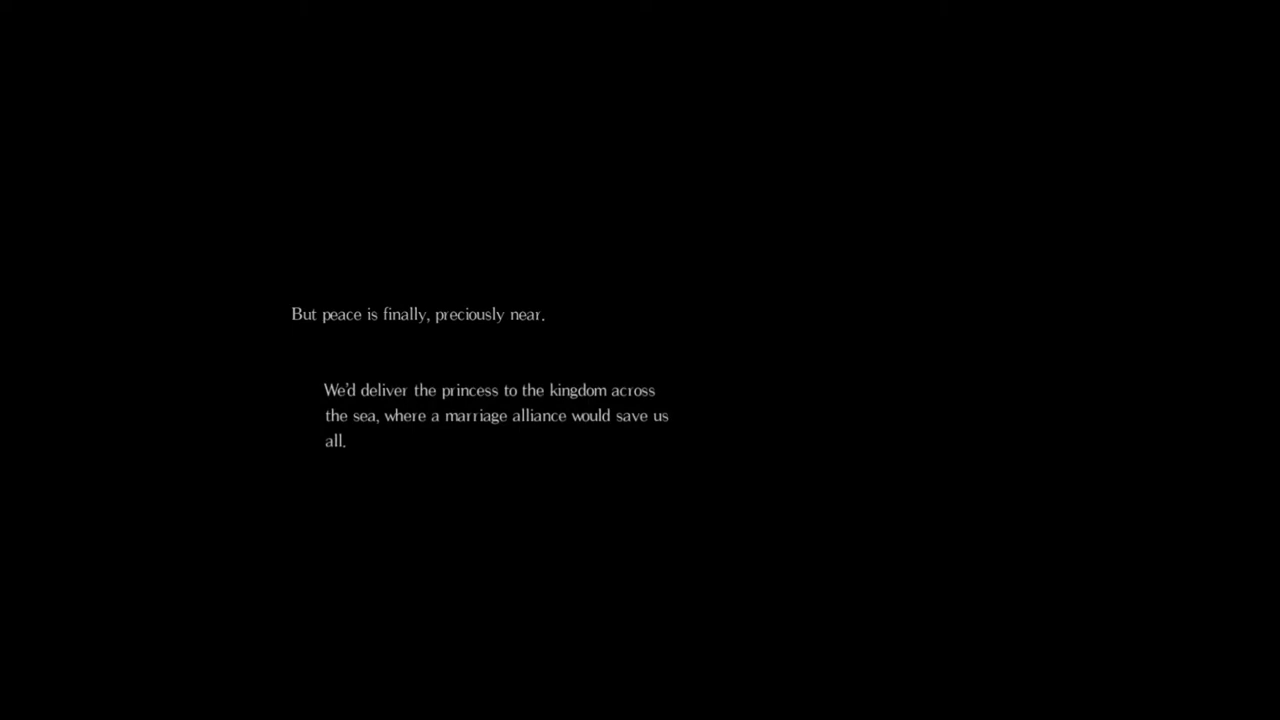 But peace is finally, preciously near.
We'd deliver the princess to the kingdom across
the sea, where a marriage alliance would save us
all.